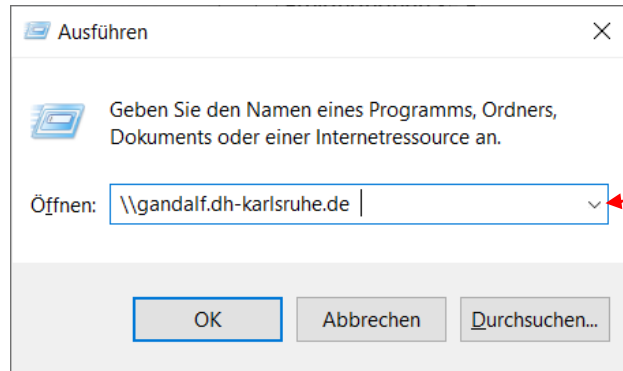 Ausführen
Geben Sie den Namen eines Programms, Ordners,
Dokuments oder einer Internetressource an.
Öffnen: \\gandalf.dh-karlsruhe.de
OK Abbrechen Durchsuchen...